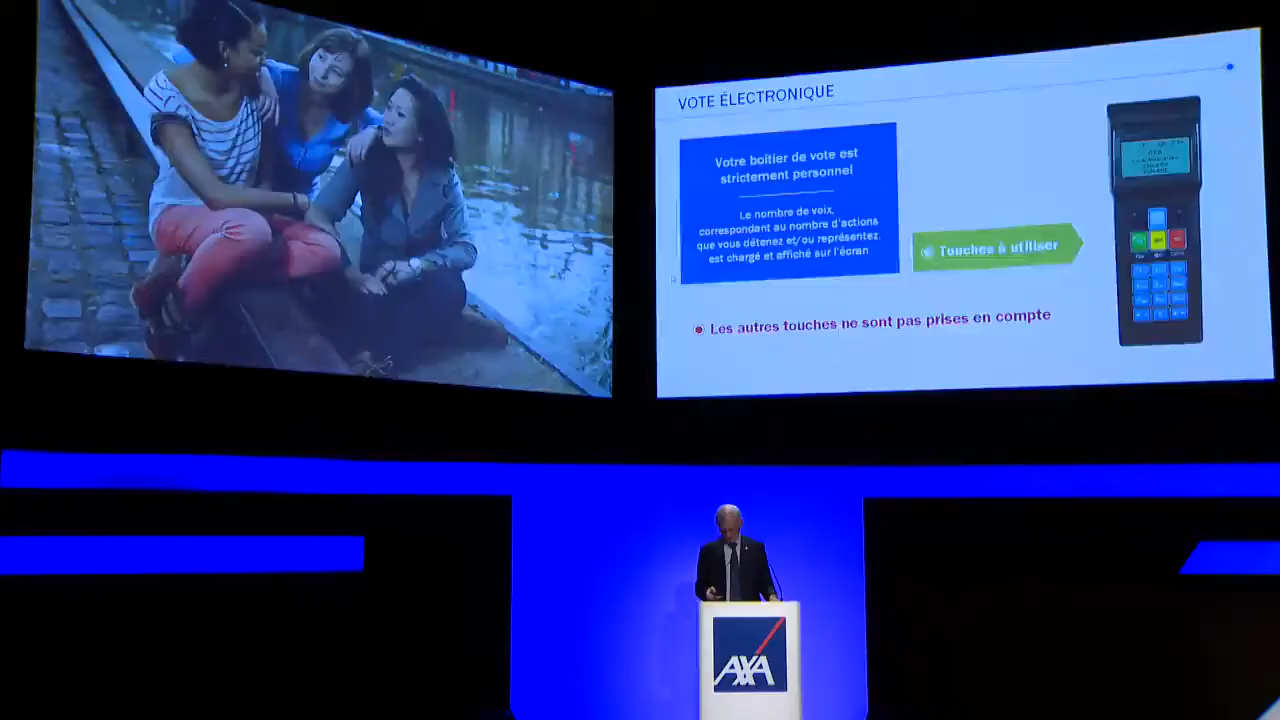 VOTE ÉLECTRONIQUE
Votre boîtier de vote est
strictement personnel
Le nombre de voix,
correspondant au nombre d'actions
que vous détenez et/ou représentez,
est chargé et affiché sur l'écran
Touches à utiliser
Les autres touches ne sont pas prises en compte
AXA